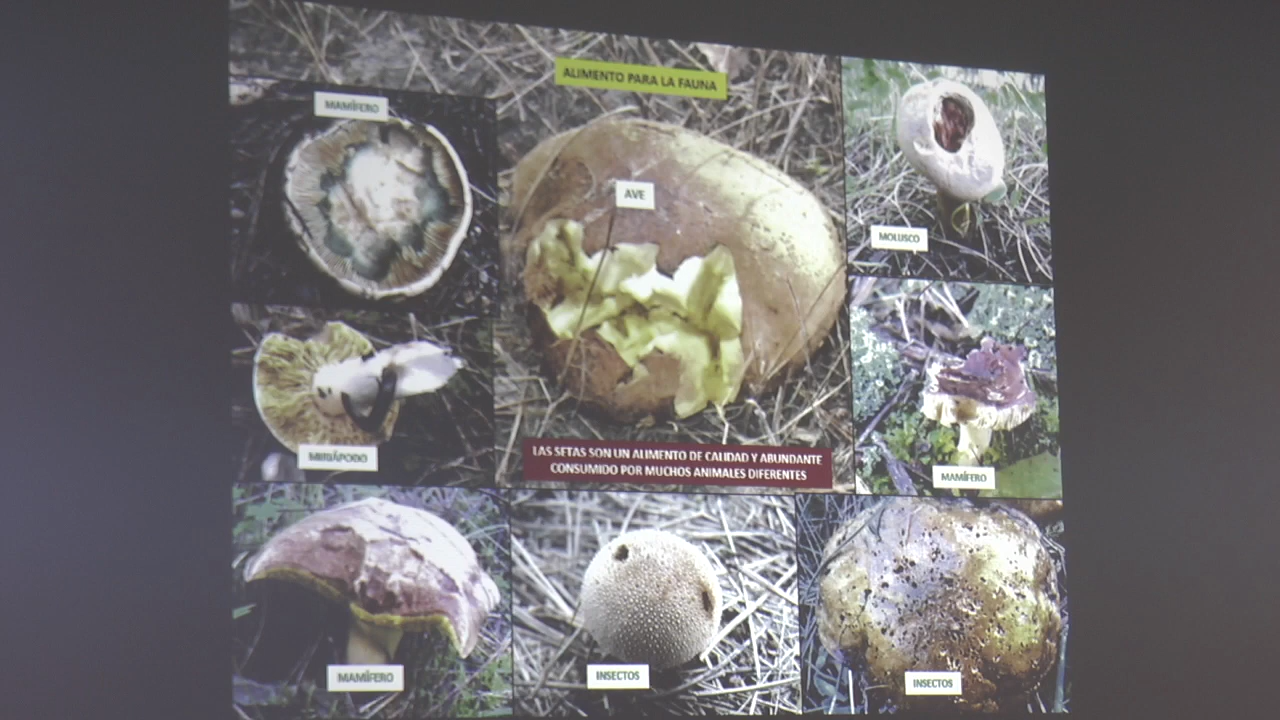 ALIMENTO PARA LA FAUNA
MAMÍFERO
AVE
MOLUSCO
MIRIÁPODO
LAS SETAS SON UN ALIMENTO DE CALIDAD Y ABUNDANTE
CONSUMIDO POR MUCHOS ANIMALES DIFERENTES
MAMÍFERO
MAMÍFERO
INSECTOS
INSECTOS